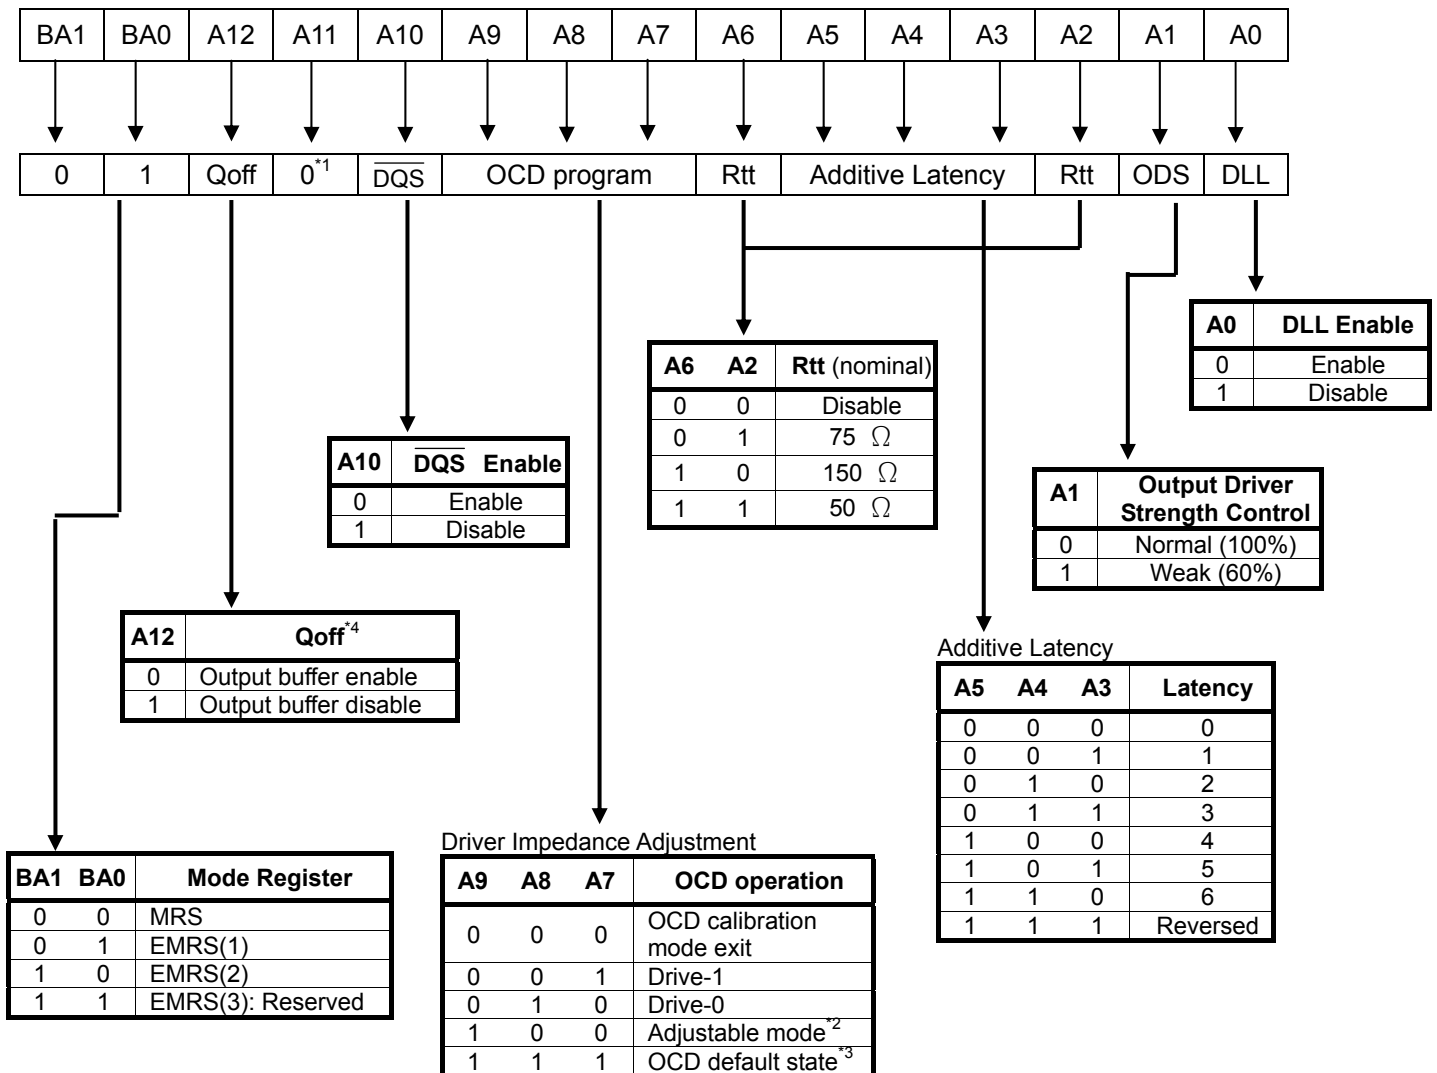 BA1 BA0 A12 A11 A10 A9 A8 A7 A6 A5 A4 A3 A2 A1 A0
0 1 Qoff 0*1 DQS OCD program Rtt Additive Latency Rtt ODS DLL
A0 DLL Enable
0 Enable
1 Disable
A6 A2 Rtt (nominal)
0 0 Disable
0 1 75 Ω
1 0 150 Ω
1 1 50 Ω
A10 DQS Enable
0 Enable
1 Disable
A1 Output Driver
Strength Control
0 Normal (100%)
1 Weak (60%)
A12 Qoff*4
0 Output buffer enable
1 Output buffer disable
Additive Latency
A5 A4 A3 Latency
0 0 0 0
0 0 1 1
0 1 0 2
0 1 1 3
1 0 0 4
1 0 1 5
1 1 0 6
1 1 1 Reversed
BA1 BA0 Mode Register
0 0 MRS
0 1 EMRS(1)
1 0 EMRS(2)
1 1 EMRS(3): Reserved
Driver Impedance Adjustment
A9 A8 A7 OCD operation
0 0 0 OCD calibration
mode exit
0 0 1 Drive-1
0 1 0 Drive-0
1 0 0 Adjustable mode*2
1 1 1 OCD default state*3